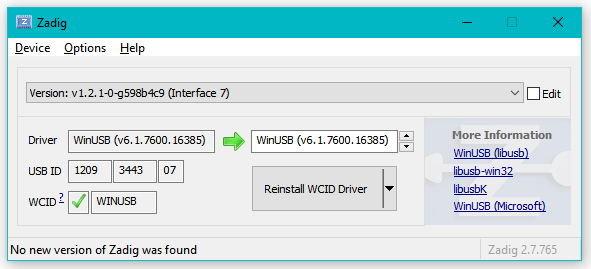 Zadig
Device Options Help
Version: v1.2.1-0-g598b4c9 (Interface 7)
Edit
Driver WinUSB (v6.1.7600.16385) WinUSB (v6.1.7600.16385)
USB ID 1209 3443 07
WCID ? WINUSB
Reinstall WCID Driver
More Information
WinUSB (libusb)
libusb-win32
libusbK
WinUSB (Microsoft)
No new version of Zadig was found
Zadig 2.7.765